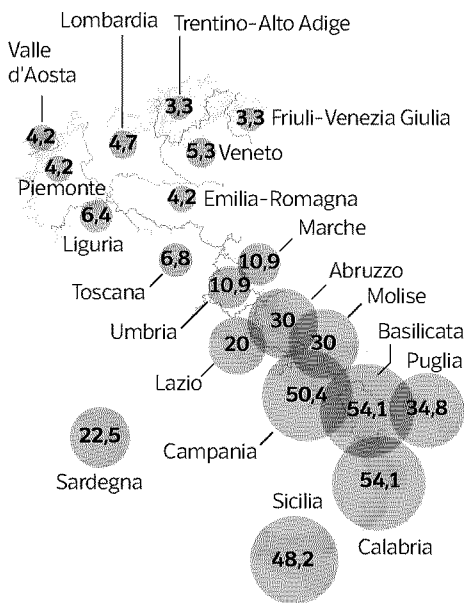 Lombardia
Trentino-Alto Adige
Valle
d'Aosta
3,3
3,3 Friuli-Venezia Giulia
4,2
4,7
5,3 Veneto
4,2
Piemonte
4,2 Emilia-Romagna
6,4
Liguria
Marche
6,8
10,9
Toscana
10,9
Abruzzo
Molise
Umbria
30
30
Basilicata
20
Puglia
Lazio
50,4
54,1
34,8
22,5
Campania
Sardegna
54,1
Sicilia
Calabria
48,2